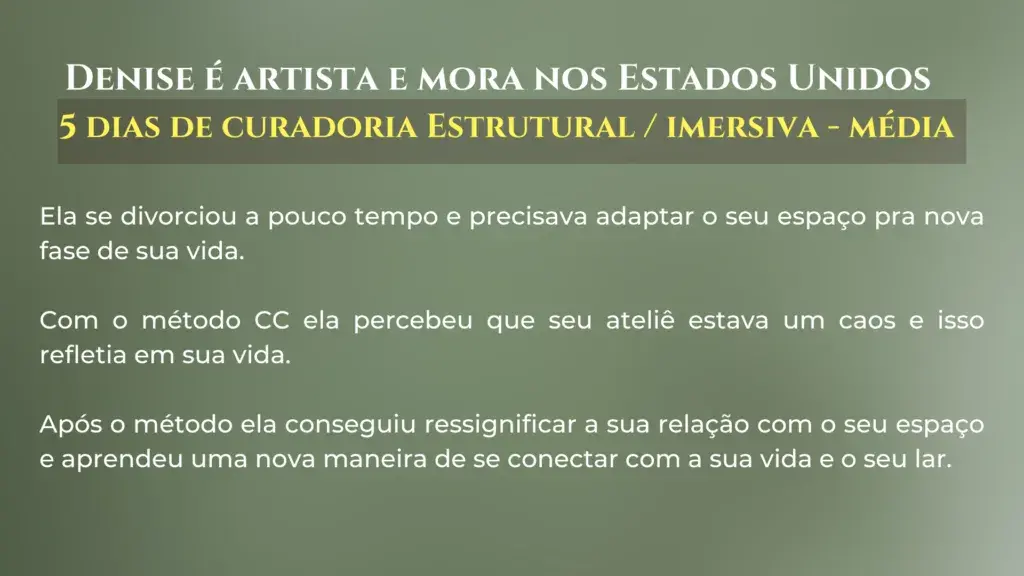 Denise é artista e mora nos Estados Unidos
5 dias de curadoria Estrutural / imersiva - média
Ela se divorciou a pouco tempo e precisava adaptar o seu espaço pra nova
fase de sua vida.
Com o método CC ela percebeu que seu ateliê estava um caos e isso
refletia em sua vida.
Após o método ela conseguiu ressignificar a sua relação com o seu espaço
e aprendeu uma nova maneira de se conectar com a sua vida e o seu lar.